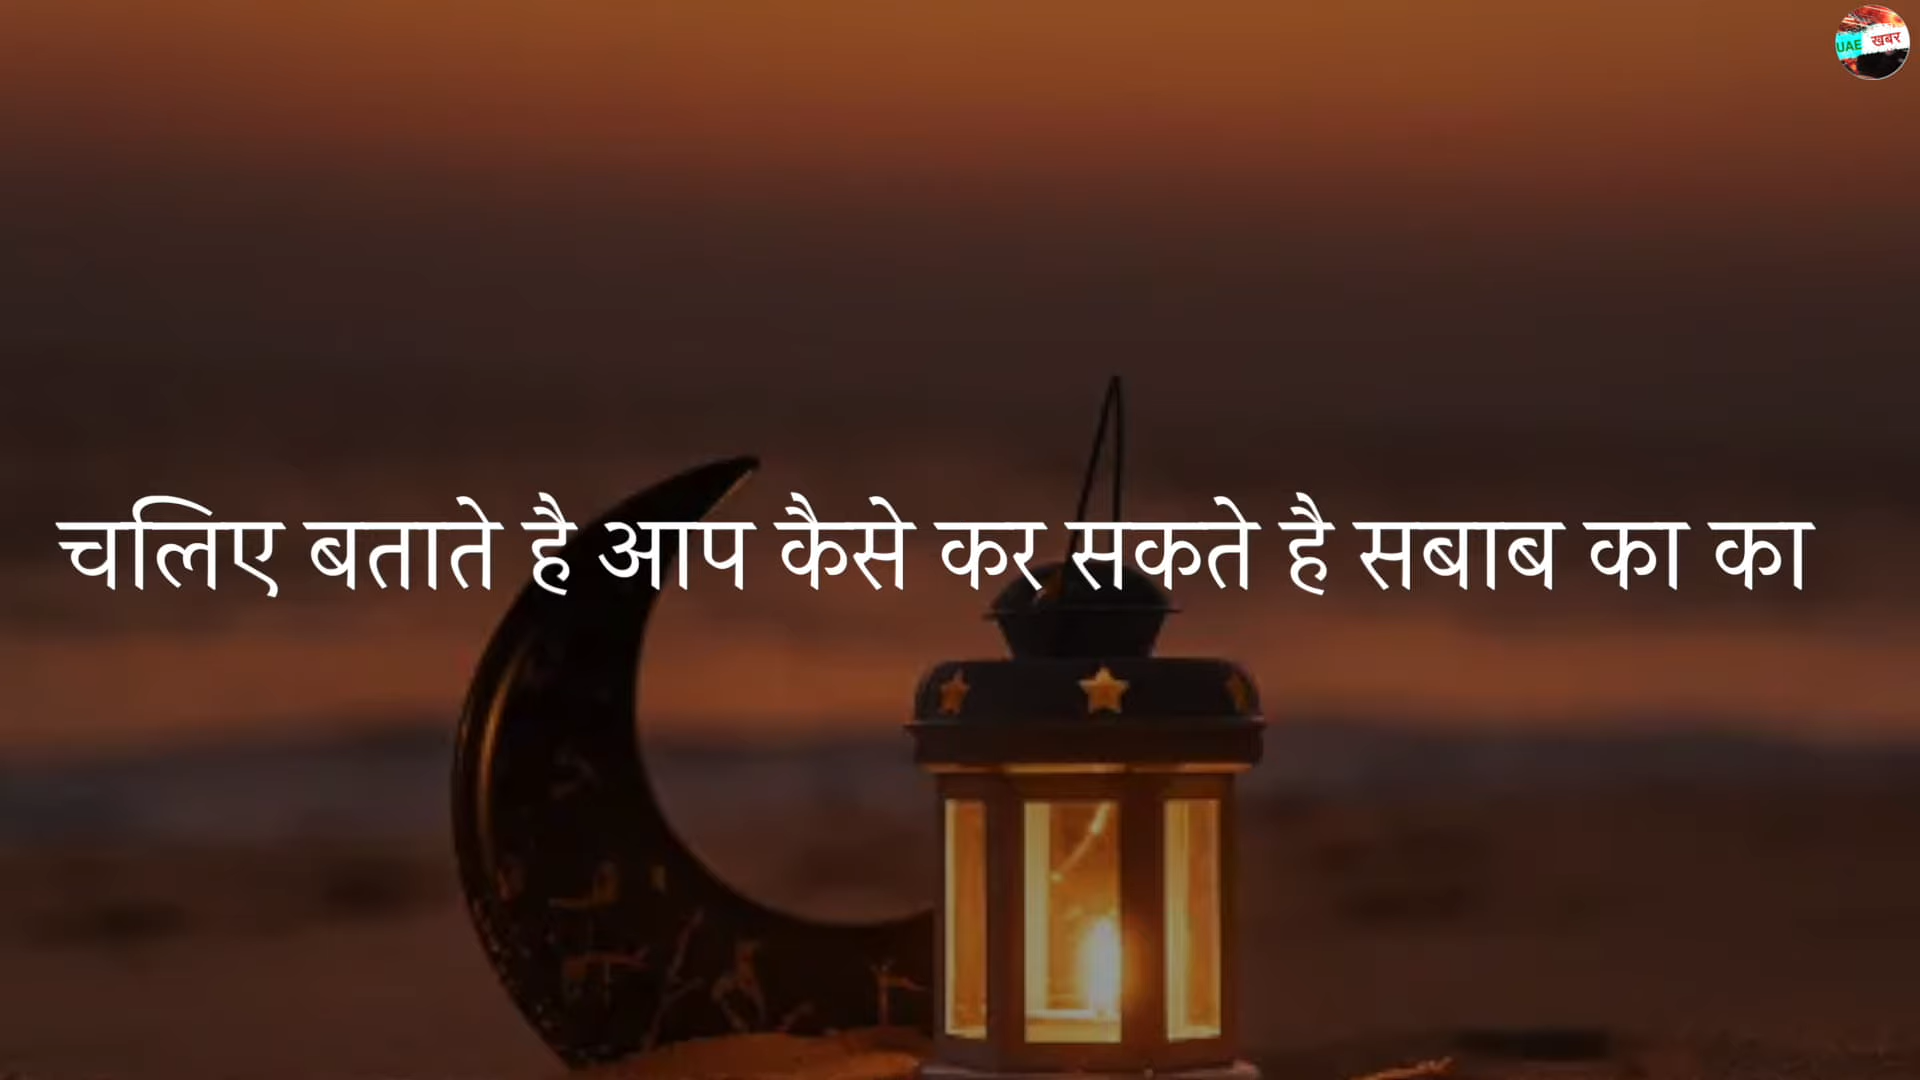 UAE खबर
चलिए बताते है आप कैसे कर सकते है सबाब का का